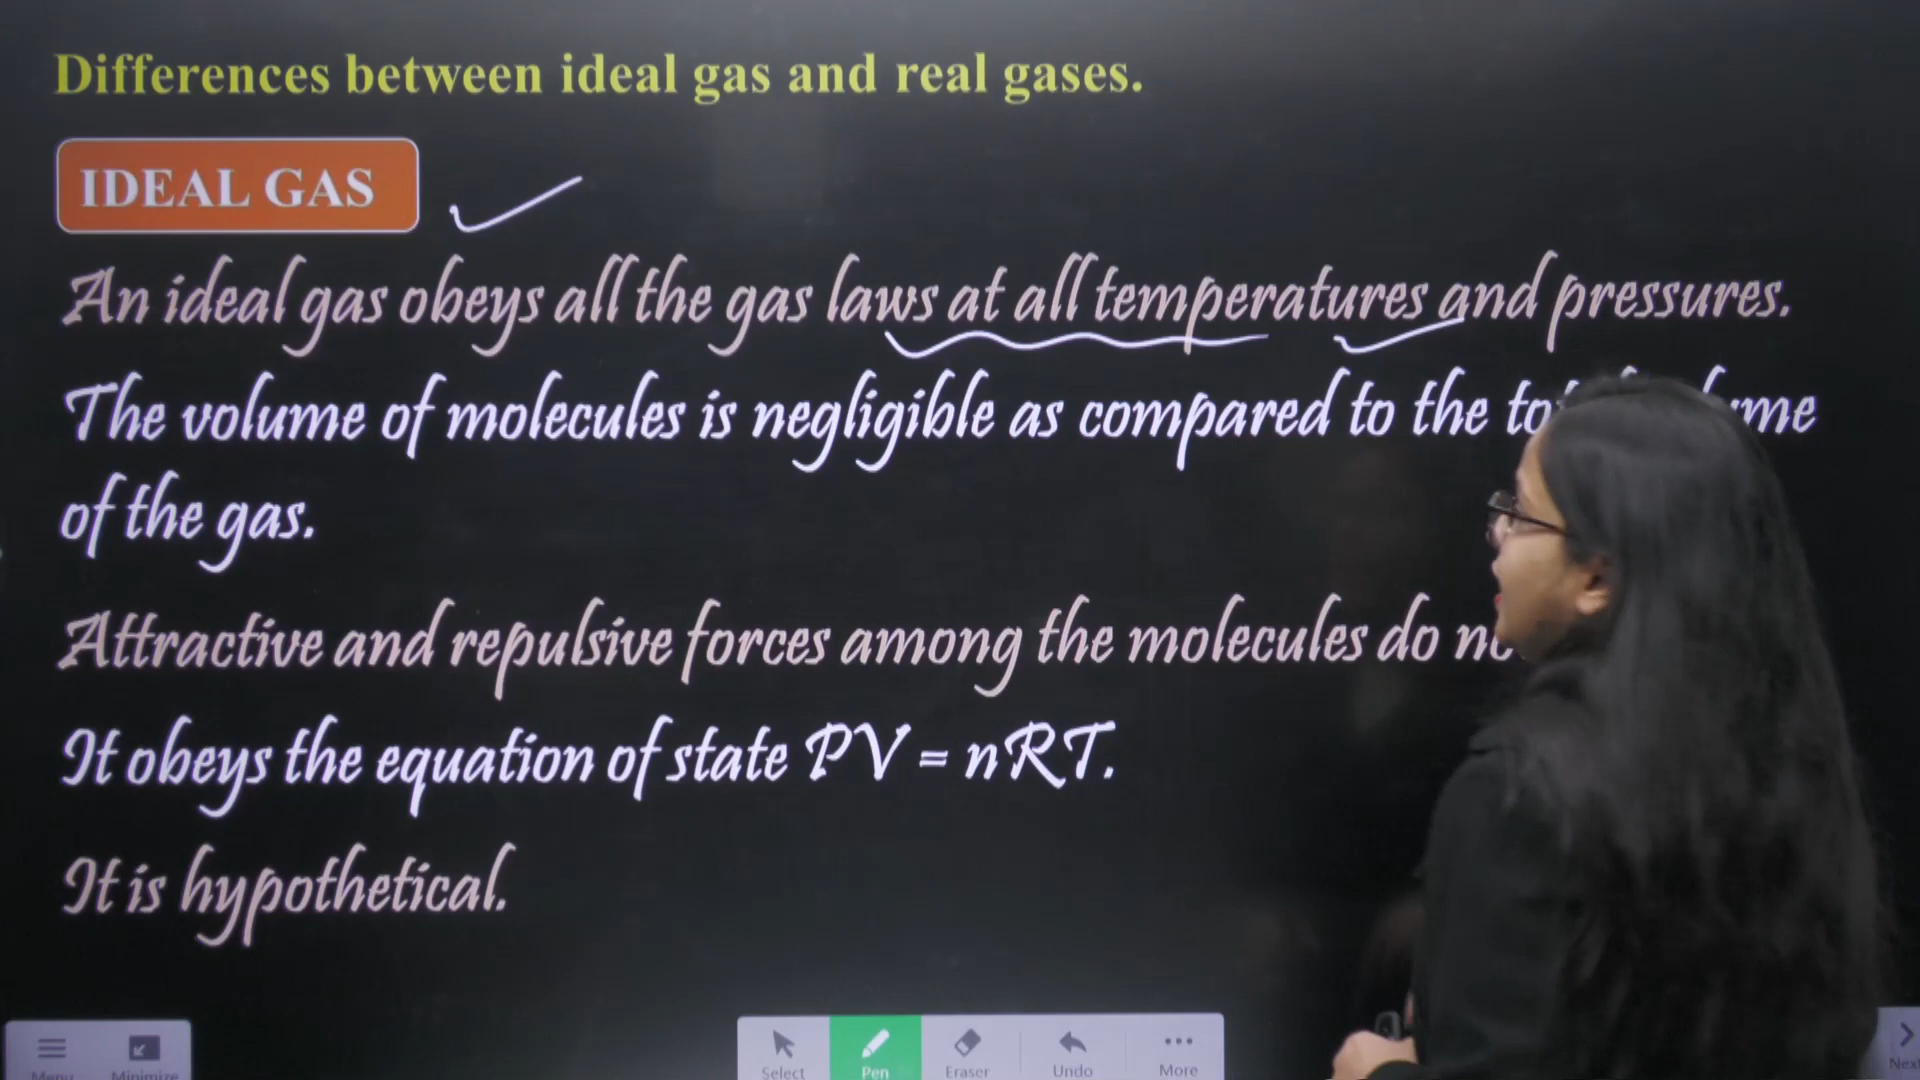 Differences between ideal gas and real gases.
IDEAL GAS
An ideal gas obeys all the gas laws at all temperatures and pressures.
The volume of molecules is negligible as compared to the
of the gas.
Attractive and repulsive forces among the molecules do
It obeys the equation of state PV = nRT.
It is hypothetical.
Menu Minimize Select Pen Eraser Undo More Next